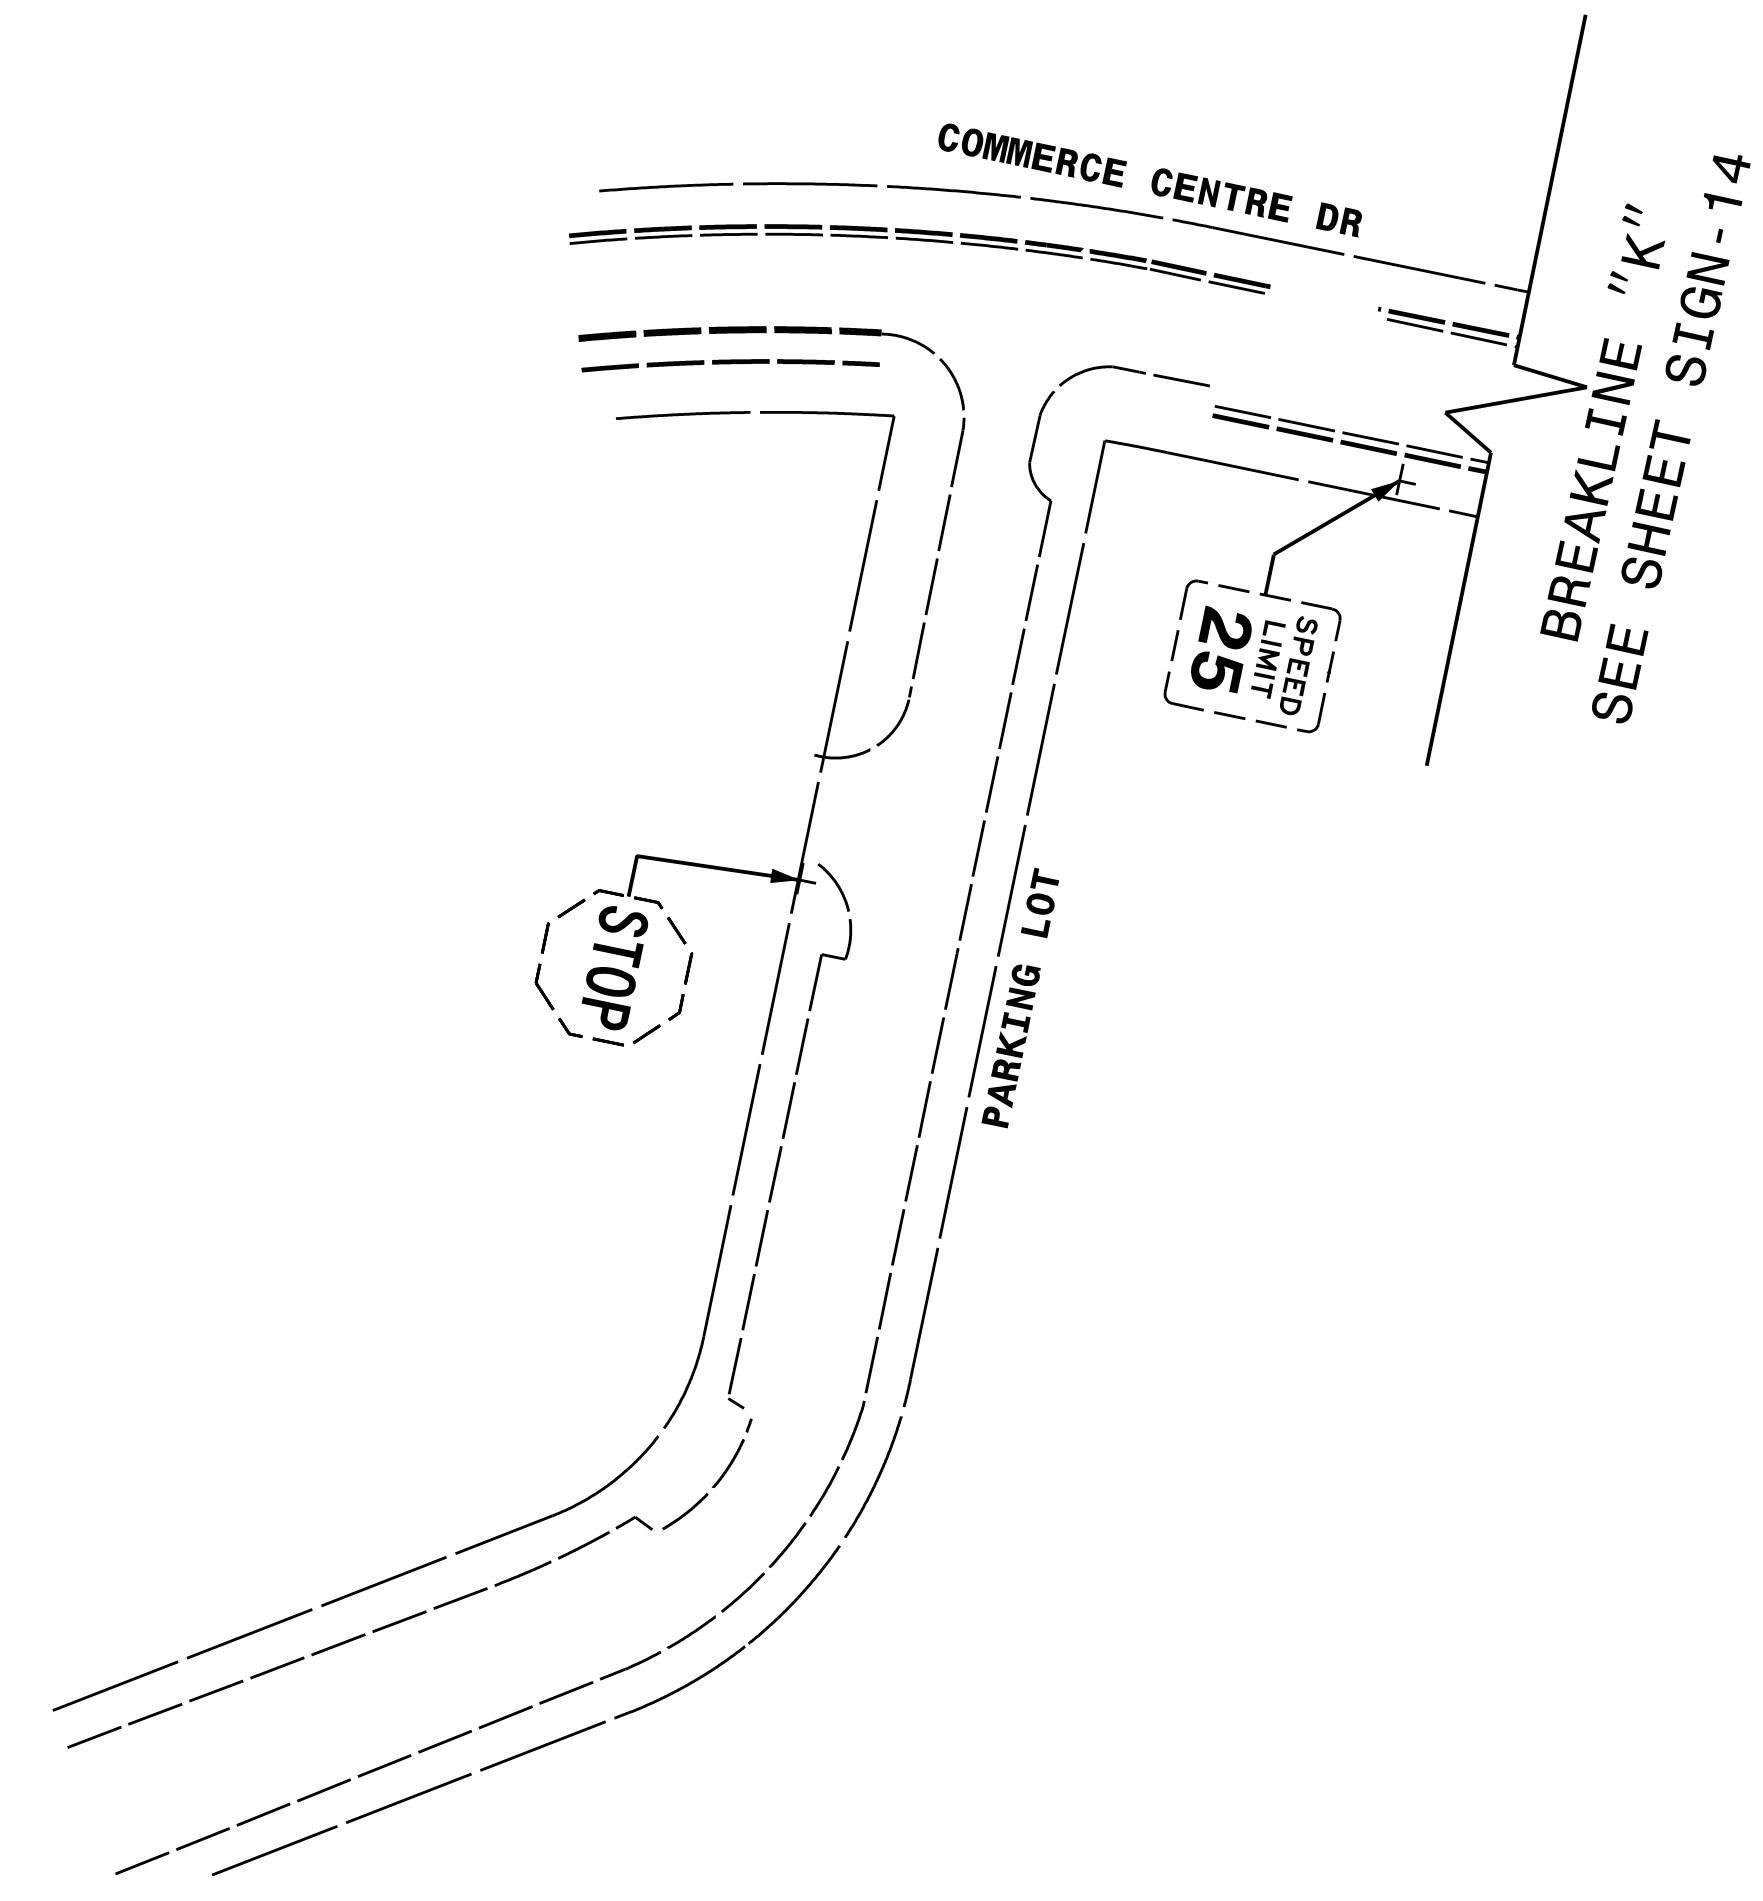 COMMERCE CENTRE DR
BREAKLINE "K"
SEE SHEET SIGN-14
SPEED
LIMIT
25
STOP
PARKING LOT